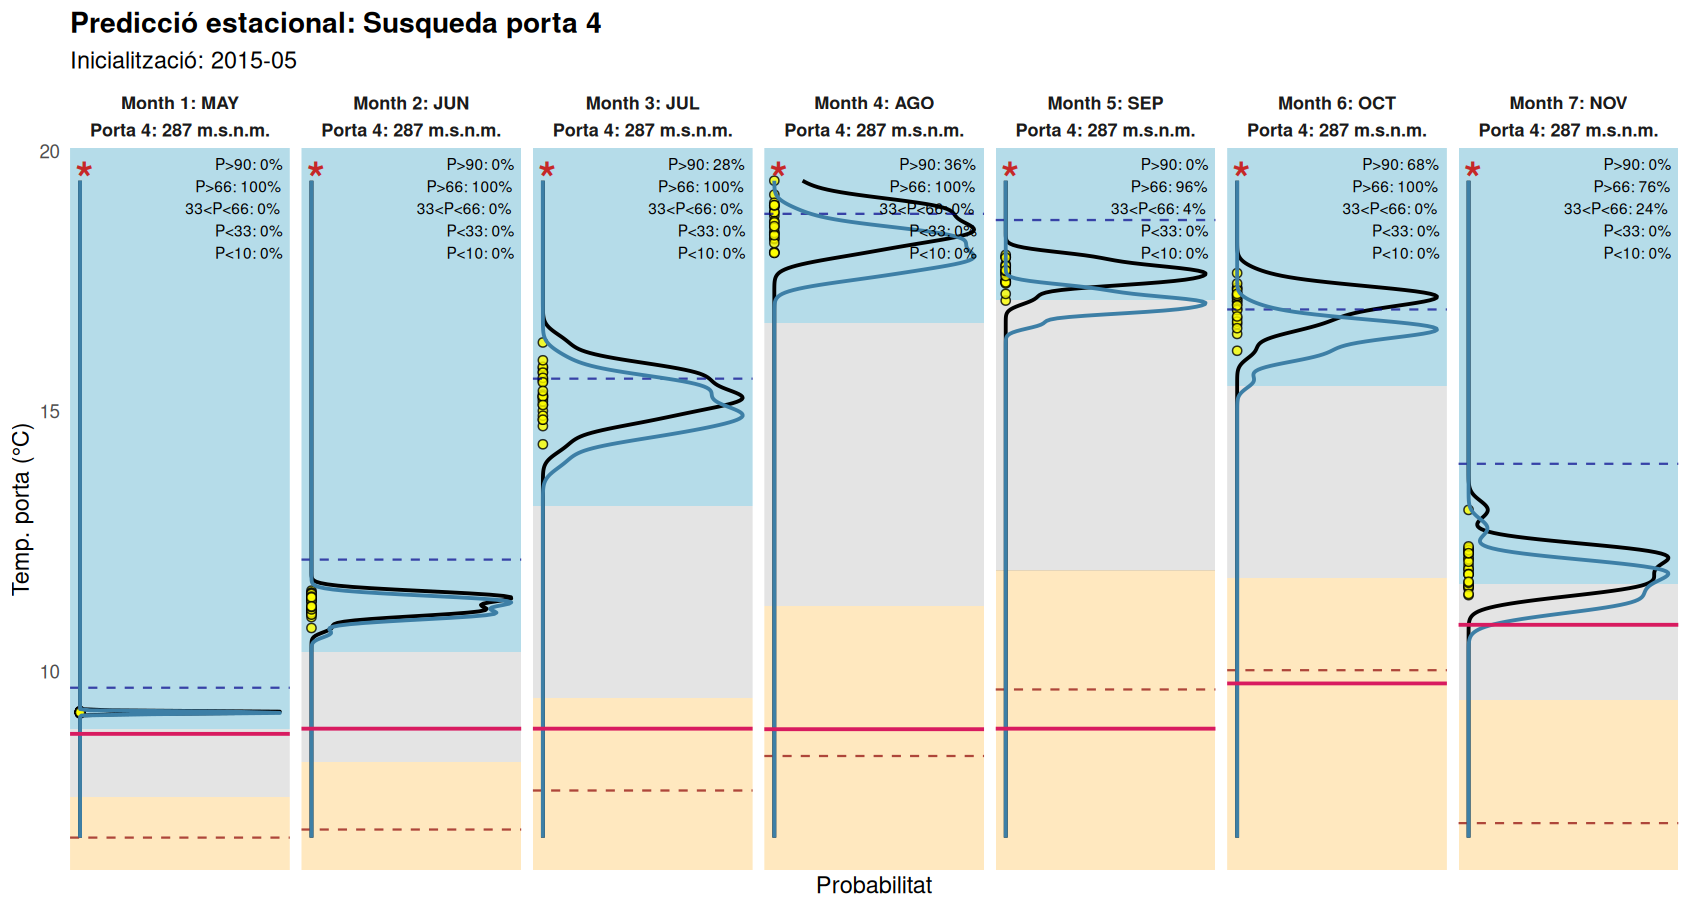 Predicció estacional: Susqueda porta 4
Inicialització: 2015-05
Month 1: MAY
Porta 4: 287 m.s.n.m.
Month 2: JUN
Porta 4: 287 m.s.n.m.
Month 3: JUL
Porta 4: 287 m.s.n.m.
Month 4: AGO
Porta 4: 287 m.s.n.m.
Month 5: SEP
Porta 4: 287 m.s.n.m.
Month 6: OCT
Porta 4: 287 m.s.n.m.
Month 7: NOV
Porta 4: 287 m.s.n.m.
*
P>90: 0%
P>66: 100%
33<P<66: 0%
P<33: 0%
P<10: 0%
*
P>90: 0%
P>66: 100%
33<P<66: 0%
P<33: 0%
P<10: 0%
*
P>90: 28%
P>66: 100%
33<P<66: 0%
P<33: 0%
P<10: 0%
*
P>90: 36%
P>66: 100%
33<P<66: 0%
P<33: 0%
P<10: 0%
*
P>90: 0%
P>66: 96%
33<P<66: 4%
P<33: 0%
P<10: 0%
*
P>90: 68%
P>66: 100%
33<P<66: 0%
P<33: 0%
P<10: 0%
*
P>90: 0%
P>66: 76%
33<P<66: 24%
P<33: 0%
P<10: 0%
20
15
10
Temp. porta (°C)
Probabilitat